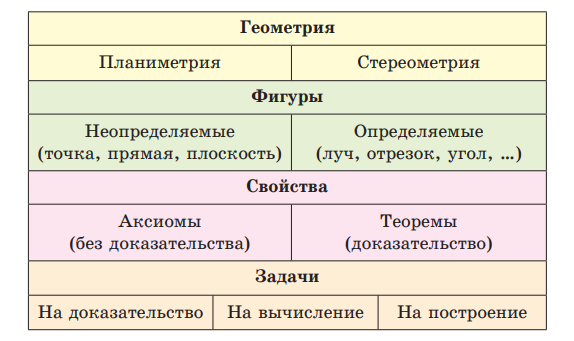 Геометрия
Планиметрия Стереометрия
Фигуры
Неопределяемые Определяемые
(точка, прямая, плоскость) (луч, отрезок, угол, ...)
Свойства
Аксиомы Теоремы
(без доказательства) (доказательство)
Задачи
На доказательство На вычисление На построение